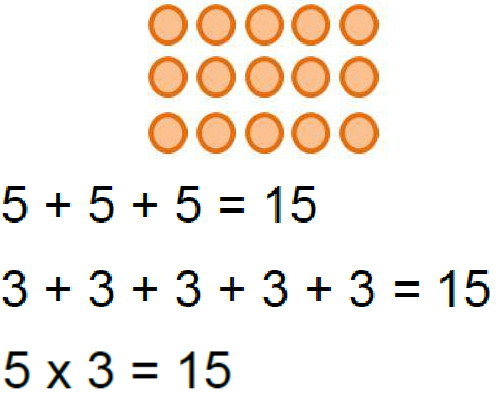 5 + 5 + 5 = 15
3 + 3 + 3 + 3 + 3 = 15
5 x 3 = 15